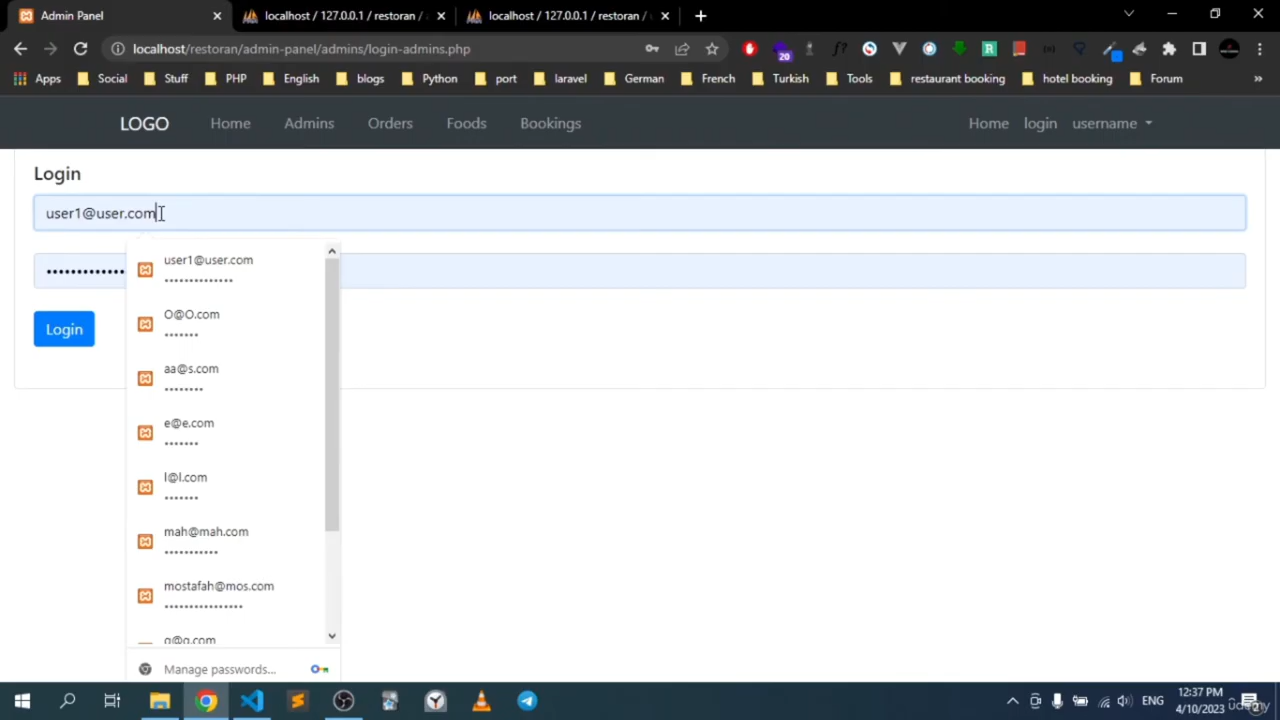 Admin Panel
localhost / 127.0.0.1 / restoran /
localhost / 127.0.0.1 / restoran /
localhost/restoran/admin-panel/admins/login-admins.php
20
Apps
Social
Stuff
PHP
English
blogs
Python
port
laravel
German
French
Turkish
Tools
restaurant booking
hotel booking
Forum
LOGO
Home
Admins
Orders
Foods
Bookings
Home
login
username
Login
user1@user.com
Login
user1@user.com
O@O.com
aa@s.com
e@e.com
l@l.com
mah@mah.com
mostafah@mos.com
Manage passwords...
ENG
12:37 PM
4/10/2023